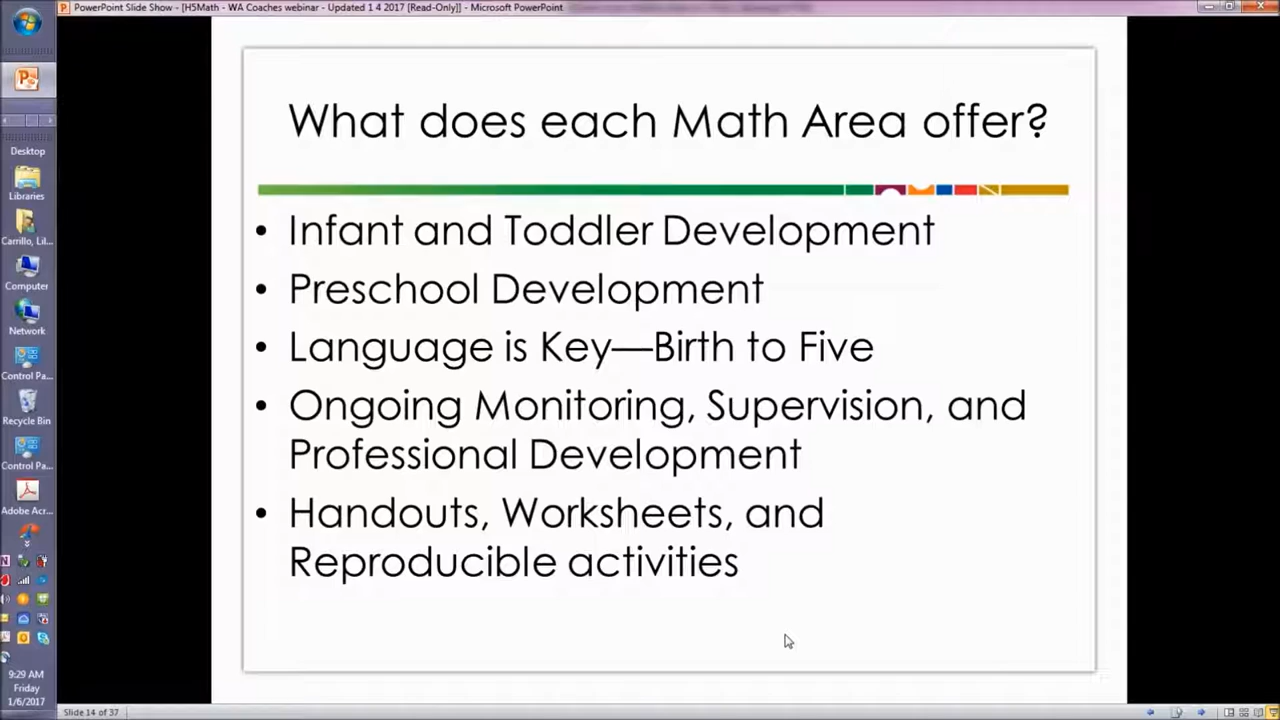 PowerPoint Slide Show - [H5Math - WA Coaches webinar - Updated 1 4 2017 [Read-Only]] - Microsoft PowerPoint
What does each Math Area offer?
• Infant and Toddler Development
• Preschool Development
• Language is Key—Birth to Five
• Ongoing Monitoring, Supervision, and
Professional Development
• Handouts, Worksheets, and
Reproducible activities
Desktop
Libraries
Carrillo, Lil...
Computer
Network
Control Pa...
Recycle Bin
Control Pa...
Adobe Acr...
9:29 AM
Friday
1/6/2017
Slide 14 of 37